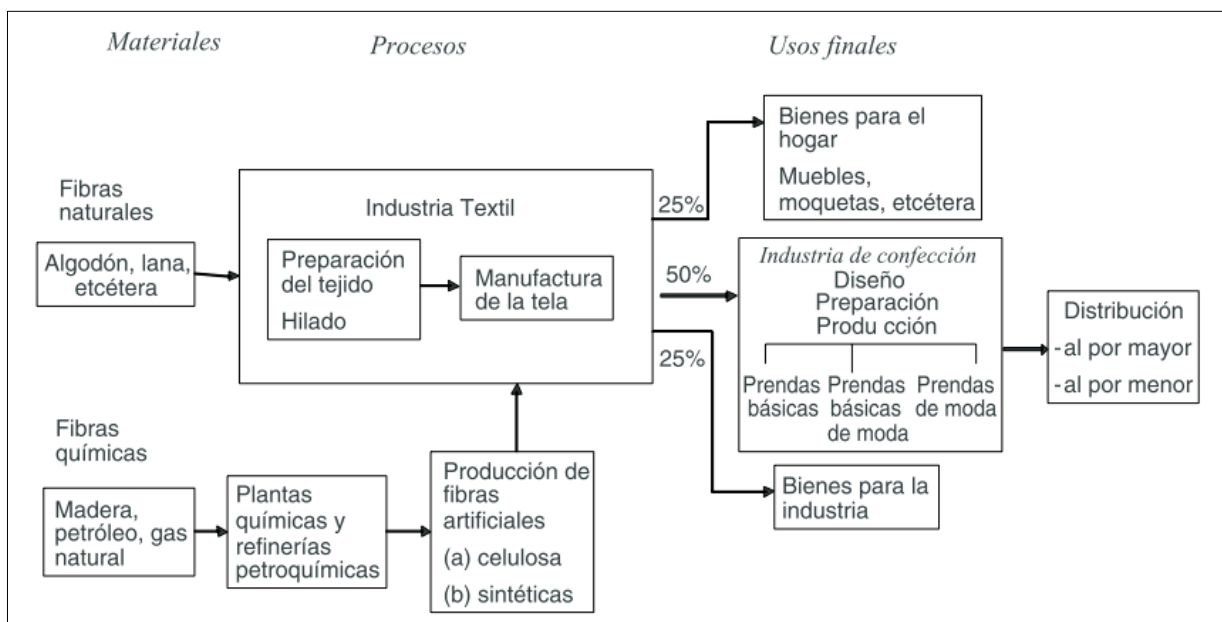 Materiales
Procesos
Usos finales
Fibras
naturales
Algodón, lana,
etcétera
Industria Textil
Preparación
del tejido
Hilado
Manufactura
de la tela
25%
50%
25%
Bienes para el
hogar
Muebles,
moquetas, etcétera
Industria de confección
Diseño
Preparación
Produ cción
Prendas
básicas
Prendas
básicas
de moda
Prendas
de moda
Distribución
-al por mayor
-al por menor
Bienes para la
industria
Fibras
químicas
Madera,
petróleo, gas
natural
Plantas
químicas y
refinerías
petroquímicas
Producción de
fibras
artificiales
(a) celulosa
(b) sintéticas